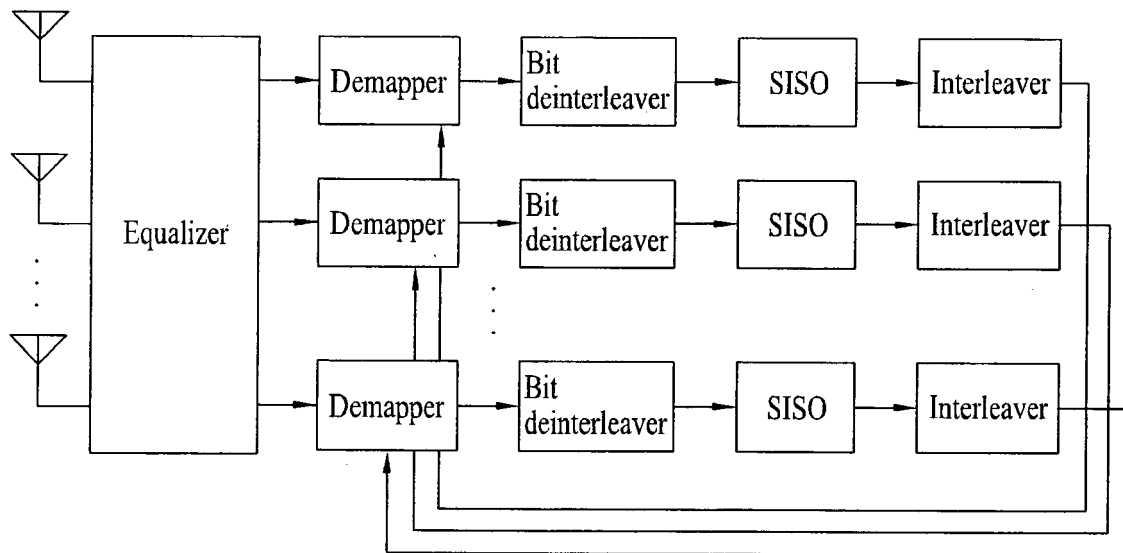 Equalizer
Demapper
Bit
deinterleaver
SISO
Interleaver
Demapper
Bit
deinterleaver
SISO
Interleaver
Demapper
Bit
deinterleaver
SISO
Interleaver